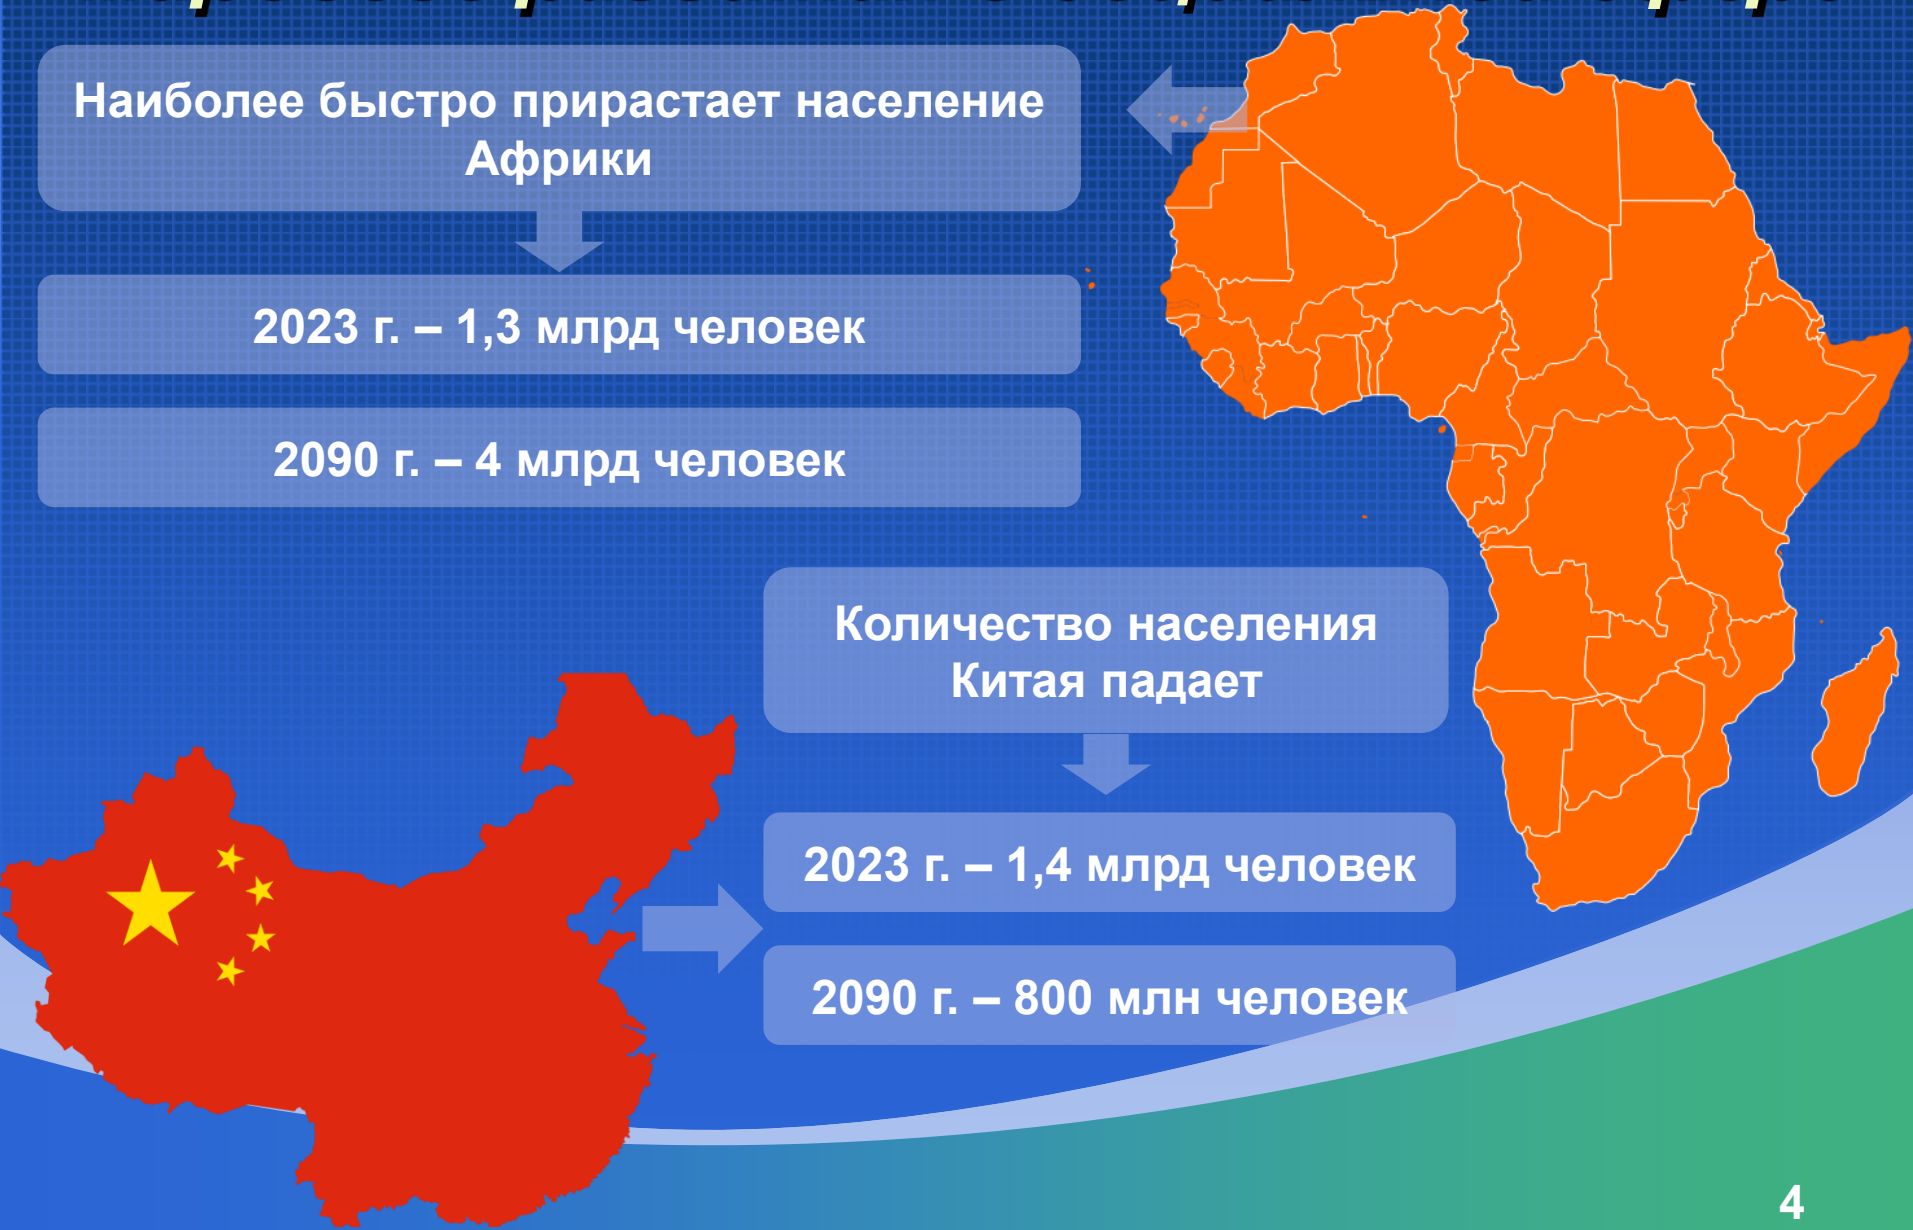 Наиболее быстро прирастает население
Африки
2023 г. – 1,3 млрд человек
2090 г. – 4 млрд человек
Количество населения
Китая падает
2023 г. – 1,4 млрд человек
2090 г. – 800 млн человек
4